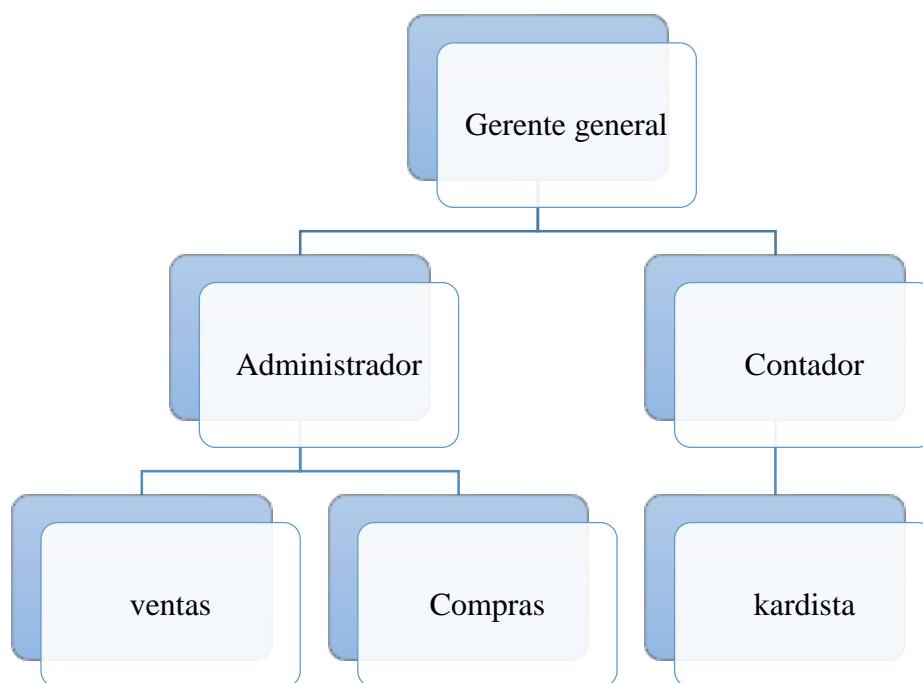 Gerente general
Administrador
Contador
ventas
Compras
kardista